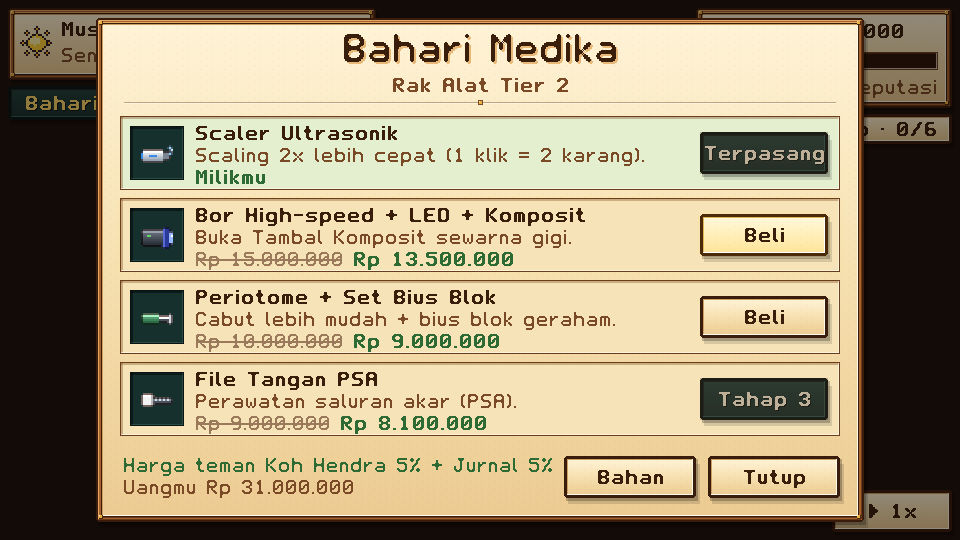 Bahari Medika
Rak Alat Tier 2
Scaler Ultrasonik
Scaling 2x lebih cepat (1 klik = 2 karang).
Milikmu
Terpasang
Bor High-speed + LED + Komposit
Buka Tambal Komposit sewarna gigi.
Rp 15.000.000 Rp 13.500.000
Beli
Periotome + Set Bius Blok
Cabut lebih mudah + bius blok geraham.
Rp 10.000.000 Rp 9.000.000
Beli
File Tangan PSA
Perawatan saluran akar (PSA).
Rp 9.000.000 Rp 8.100.000
Tahap 3
Harga teman Koh Hendra 5% + Jurnal 5%
Uangmu Rp 31.000.000
Bahan
Tutup
Bahari
000
· 0/6
1x